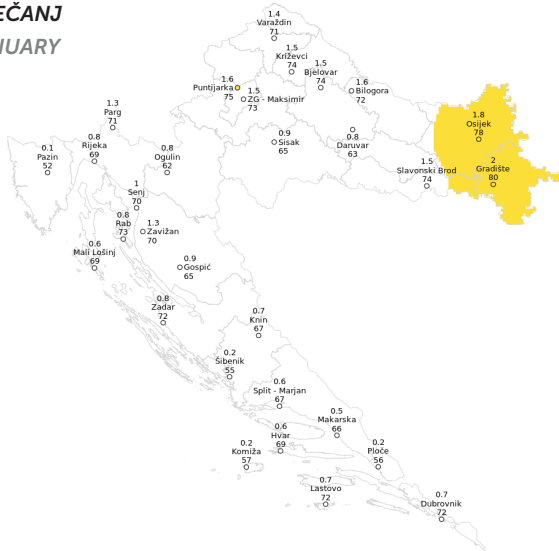 EČANJ
NUARY
1.4
Varaždin
71
1.5
Križevci
74
1.5
Bjelovar
74
1.6
Puntijarka
75
1.5
ZG - Maksimir
73
1.6
Bilogora
72
1.3
Parg
71
0.1
Pazin
52
0.8
Rijeka
69
0.8
Ogulin
62
0.9
Sisak
65
0.8
Daruvar
63
1.8
Osijek
78
1.5
Slavonski Brod
74
2
Gradište
80
1
Senj
70
0.8
Rab
73
1.3
Zavižan
70
0.6
Mali Lošinj
69
0.9
Gospić
65
0.8
Zadar
72
0.7
Knin
67
0.2
Šibenik
55
0.6
Split - Marjan
67
0.5
Makarska
66
0.6
Hvar
69
0.2
Komiža
57
0.2
Ploče
56
0.7
Lastovo
72
0.7
Dubrovnik
72